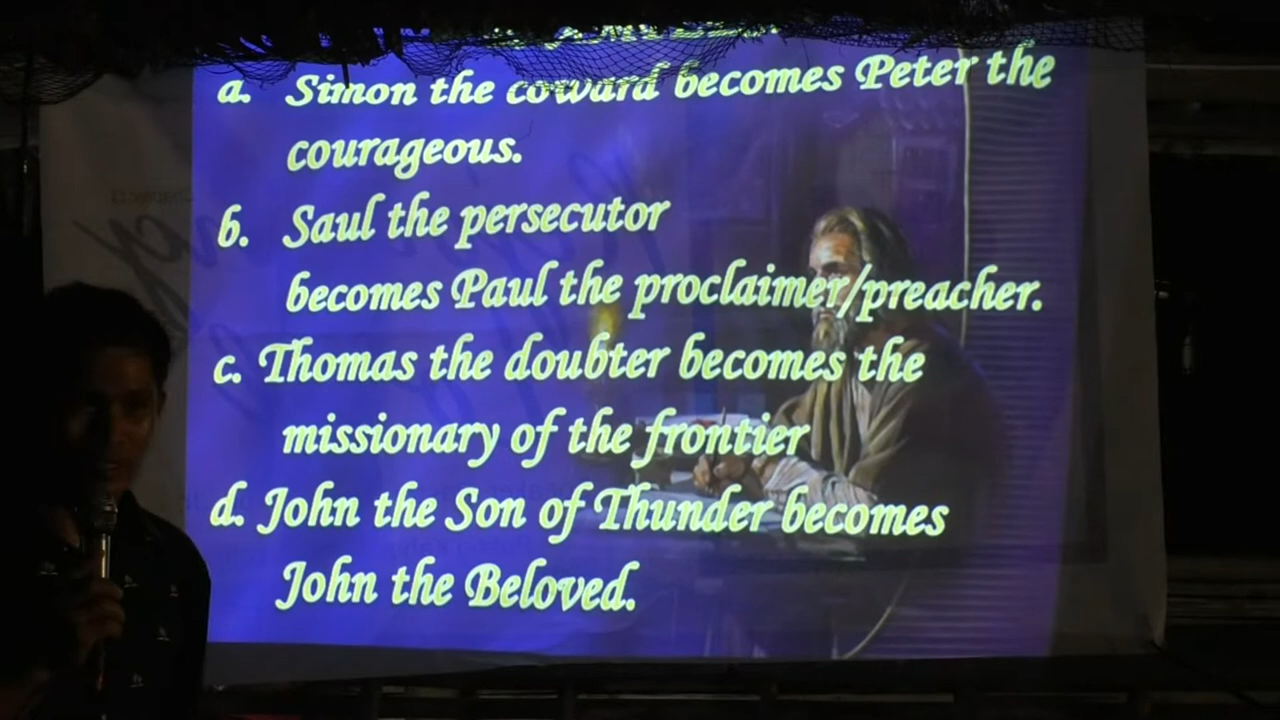 a. Simon the coward becomes Peter the
courageous.
b. Saul the persecutor
becomes Paul the proclaimer/preacher.
c. Thomas the doubter becomes the
missionary of the frontier
d. John the Son of Thunder becomes
John the Beloved.